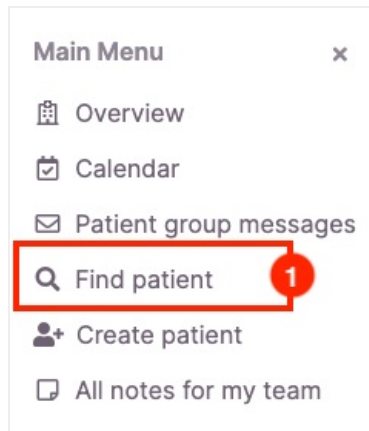 Main Menu ×
Overview
Calendar
Patient group messages
Find patient 1
Create patient
All notes for my team